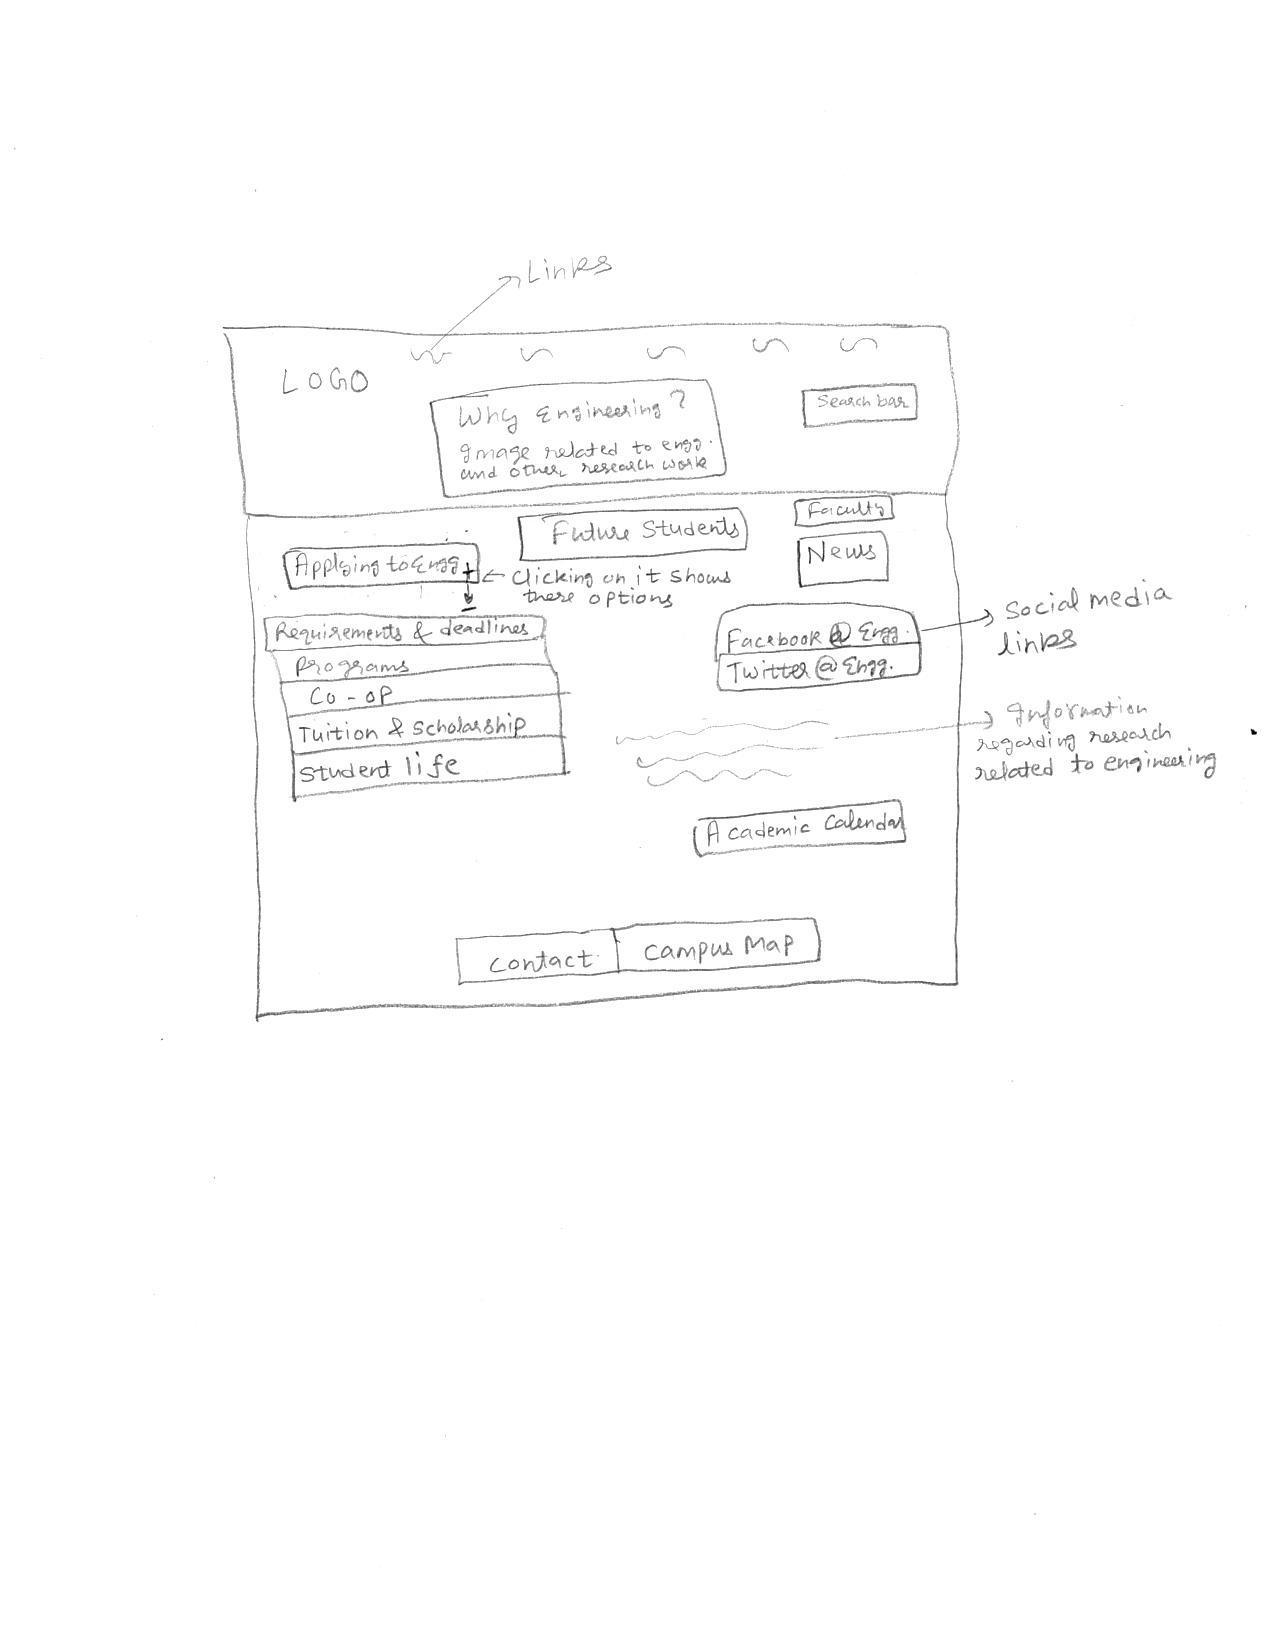 Links
LOGO
Why Engineering?
Image related to engg.
and other research work
Search bar
Future Students
Faculty
News
Applying to Engg +
← Clicking on it shows
these options
-
Requirements & deadlines
Programs
Co-op
Tuition & Scholarship
Student life
Facebook @ Engg.
Twitter @ Engg.
Social media
links
Information
regarding research
related to engineering
Academic Calendar
Contact
Campus Map